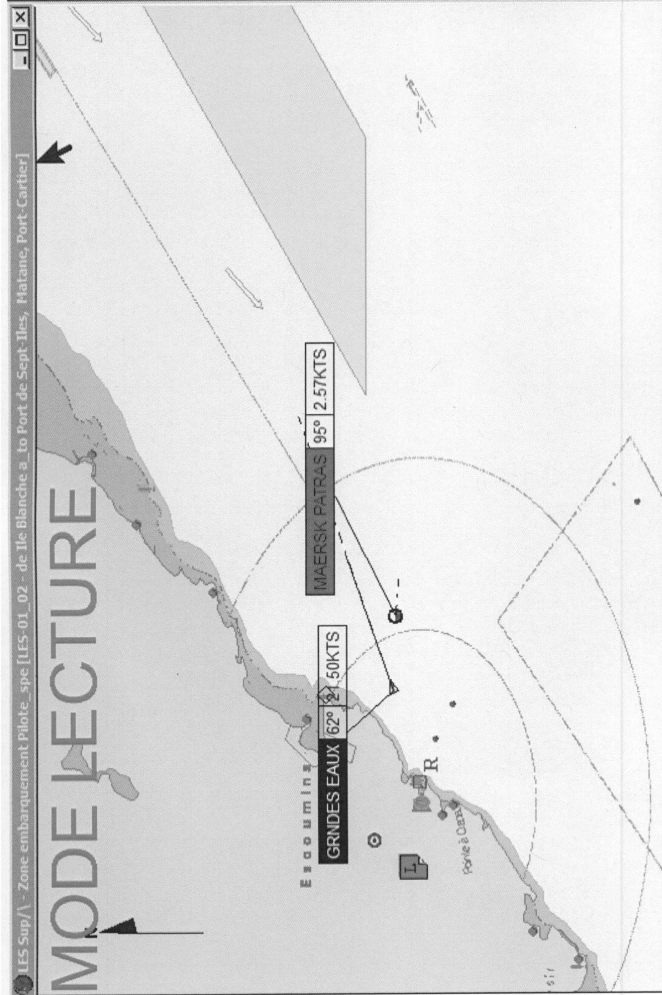 LES Sup/\ - Zone embarquement Pilote_spe [LES-01_02 - de Ile Blanche a_to Port de Sept-Iles, Matane, Port-Cartier]
MODE LECTURE
N
MAERSK PATRAS 95° 2.57KTS
GRNDES EAUX 62° 21.50KTS
Escoumins
R
L
Pointe à